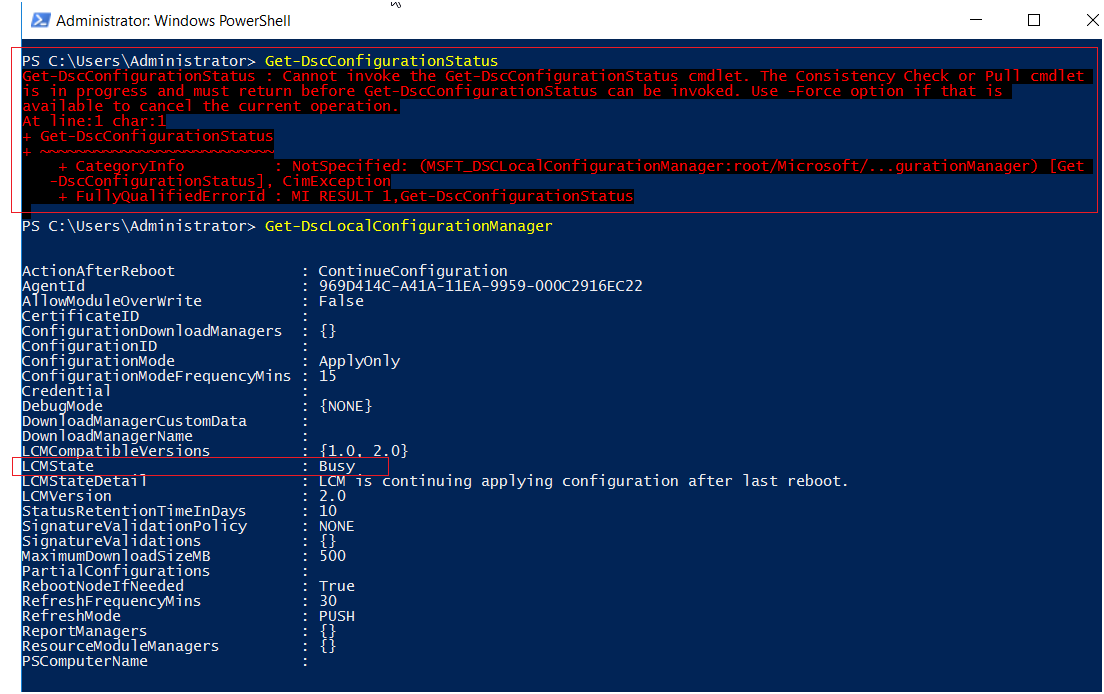 Administrator: Windows PowerShell
PS C:\Users\Administrator> Get-DscConfigurationStatus
Get-DscConfigurationStatus : Cannot invoke the Get-DscConfigurationStatus cmdlet. The Consistency Check or Pull cmdlet
is in progress and must return before Get-DscConfigurationStatus can be invoked. Use -Force option if that is
available to cancel the current operation.
At line:1 char:1
+ Get-DscConfigurationStatus
+ ~~~~~~~~~~~~~~~~~~~~~~~~~~
    + CategoryInfo          : NotSpecified: (MSFT_DSCLocalConfigurationManager:root/Microsoft/...gurationManager) [Get
   -DscConfigurationStatus], CimException
    + FullyQualifiedErrorId : MI RESULT 1,Get-DscConfigurationStatus
PS C:\Users\Administrator> Get-DscLocalConfigurationManager
ActionAfterReboot              : ContinueConfiguration
AgentId                        : 969D414C-A41A-11EA-9959-000C2916EC22
AllowModuleOverWrite           : False
CertificateID                  :
ConfigurationDownloadManagers  : {}
ConfigurationID                :
ConfigurationMode              : ApplyOnly
ConfigurationModeFrequencyMins : 15
Credential                     :
DebugMode                      : {NONE}
DownloadManagerCustomData      :
DownloadManagerName            :
LCMCompatibleVersions          : {1.0, 2.0}
LCMState                       : Busy
LCMStateDetail                 : LCM is continuing applying configuration after last reboot.
LCMVersion                     : 2.0
StatusRetentionTimeInDays      : 10
SignatureValidationPolicy      : NONE
SignatureValidations           : {}
MaximumDownloadSizeMB          : 500
PartialConfigurations          :
RebootNodeIfNeeded             : True
RefreshFrequencyMins           : 30
RefreshMode                    : PUSH
ReportManagers                 : {}
ResourceModuleManagers         : {}
PSComputerName                 :